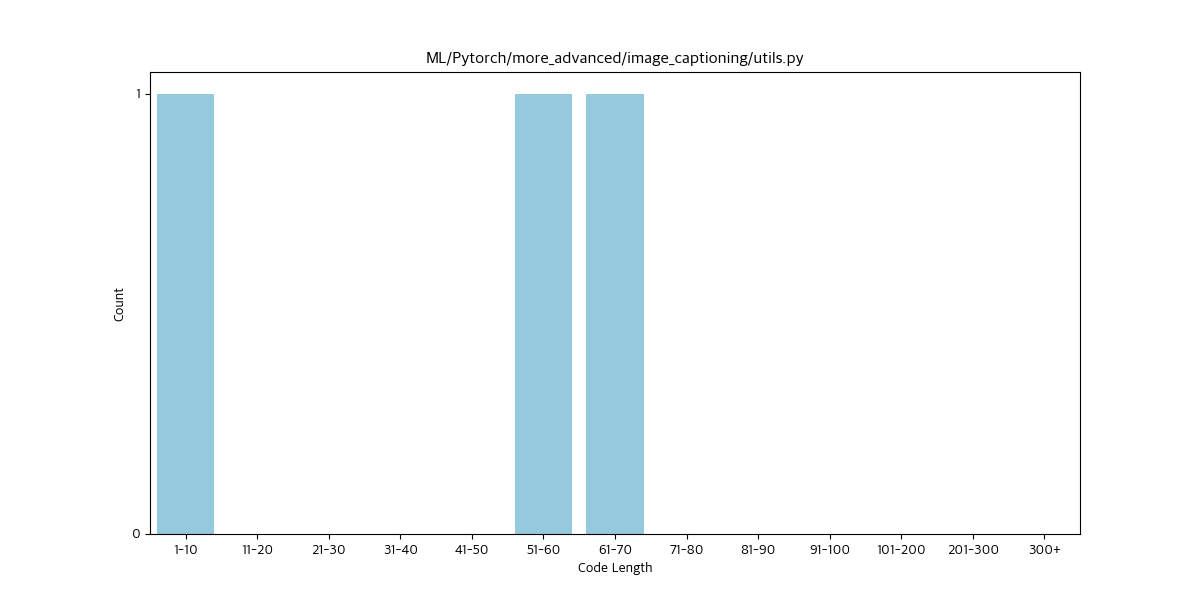 ML/Pytorch/more_advanced/image_captioning/utils.py
1
0
Count
1-10 11-20 21-30 31-40 41-50 51-60 61-70 71-80 81-90 91-100 101-200 201-300 300+
Code Length